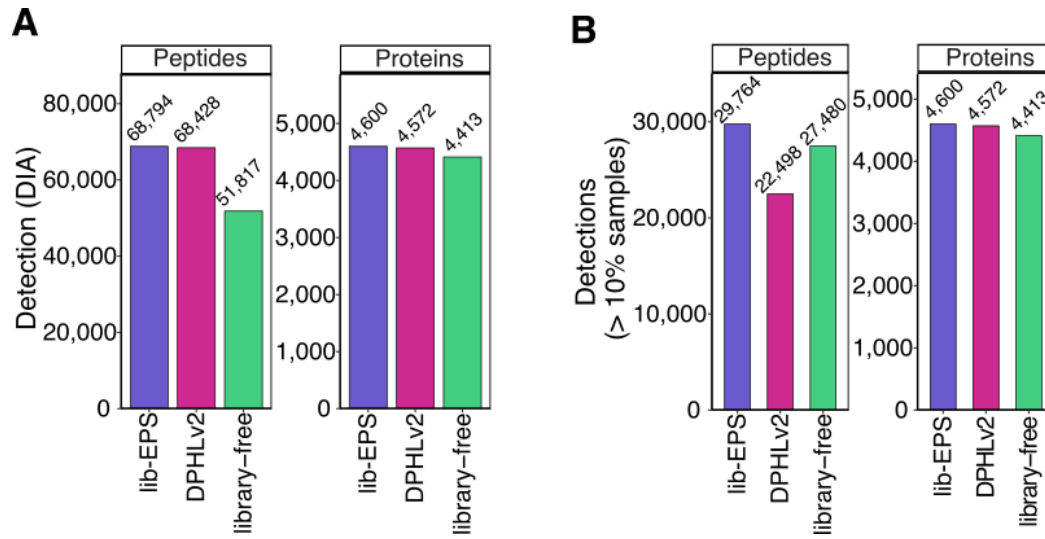 A
Peptides
Proteins
Detection (DIA)
80,000
60,000
40,000
20,000
0
68,794
68,428
51,817
lib-EPS
DPHLv2
library-free
5,000
4,000
3,000
2,000
1,000
0
4,600
4,572
4,413
lib-EPS
DPHLv2
library-free
B
Peptides
Proteins
Detections
(> 10% samples)
30,000
20,000
10,000
0
29,764
22,498
27,480
lib-EPS
DPHLv2
library-free
5,000
4,000
3,000
2,000
1,000
0
4,600
4,572
4,413
lib-EPS
DPHLv2
library-free